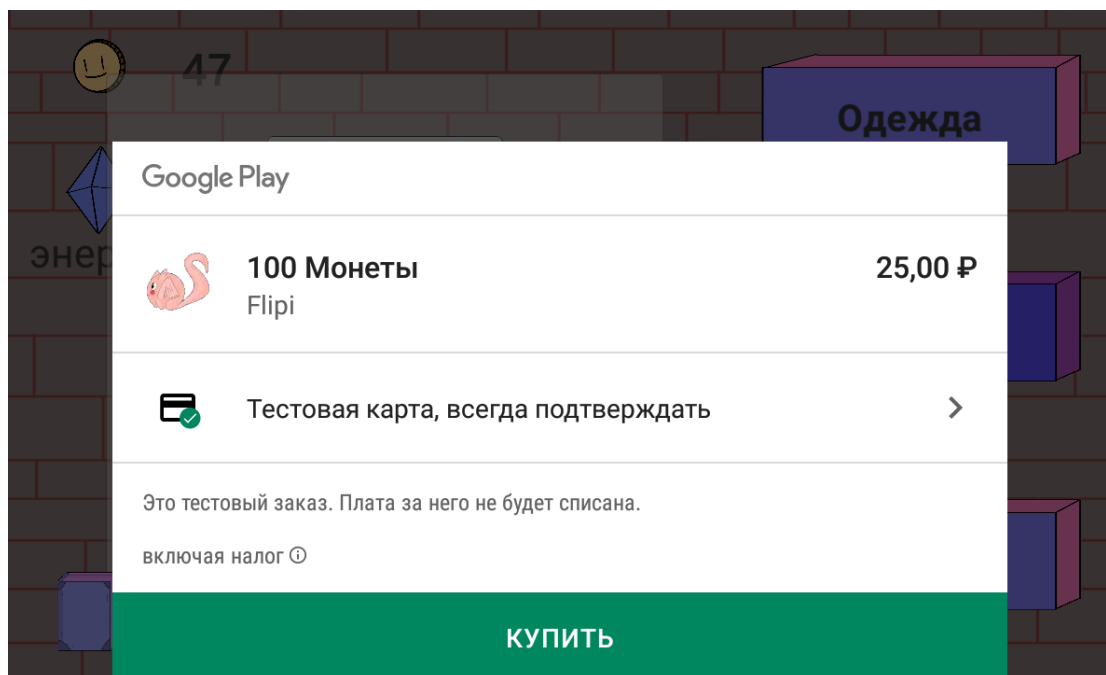 47
Одежда
Google Play
энер
100 Монеты
25,00 ₽
Flipi
Тестовая карта, всегда подтверждать
Это тестовый заказ. Плата за него не будет списана.
включая налог
КУПИТЬ